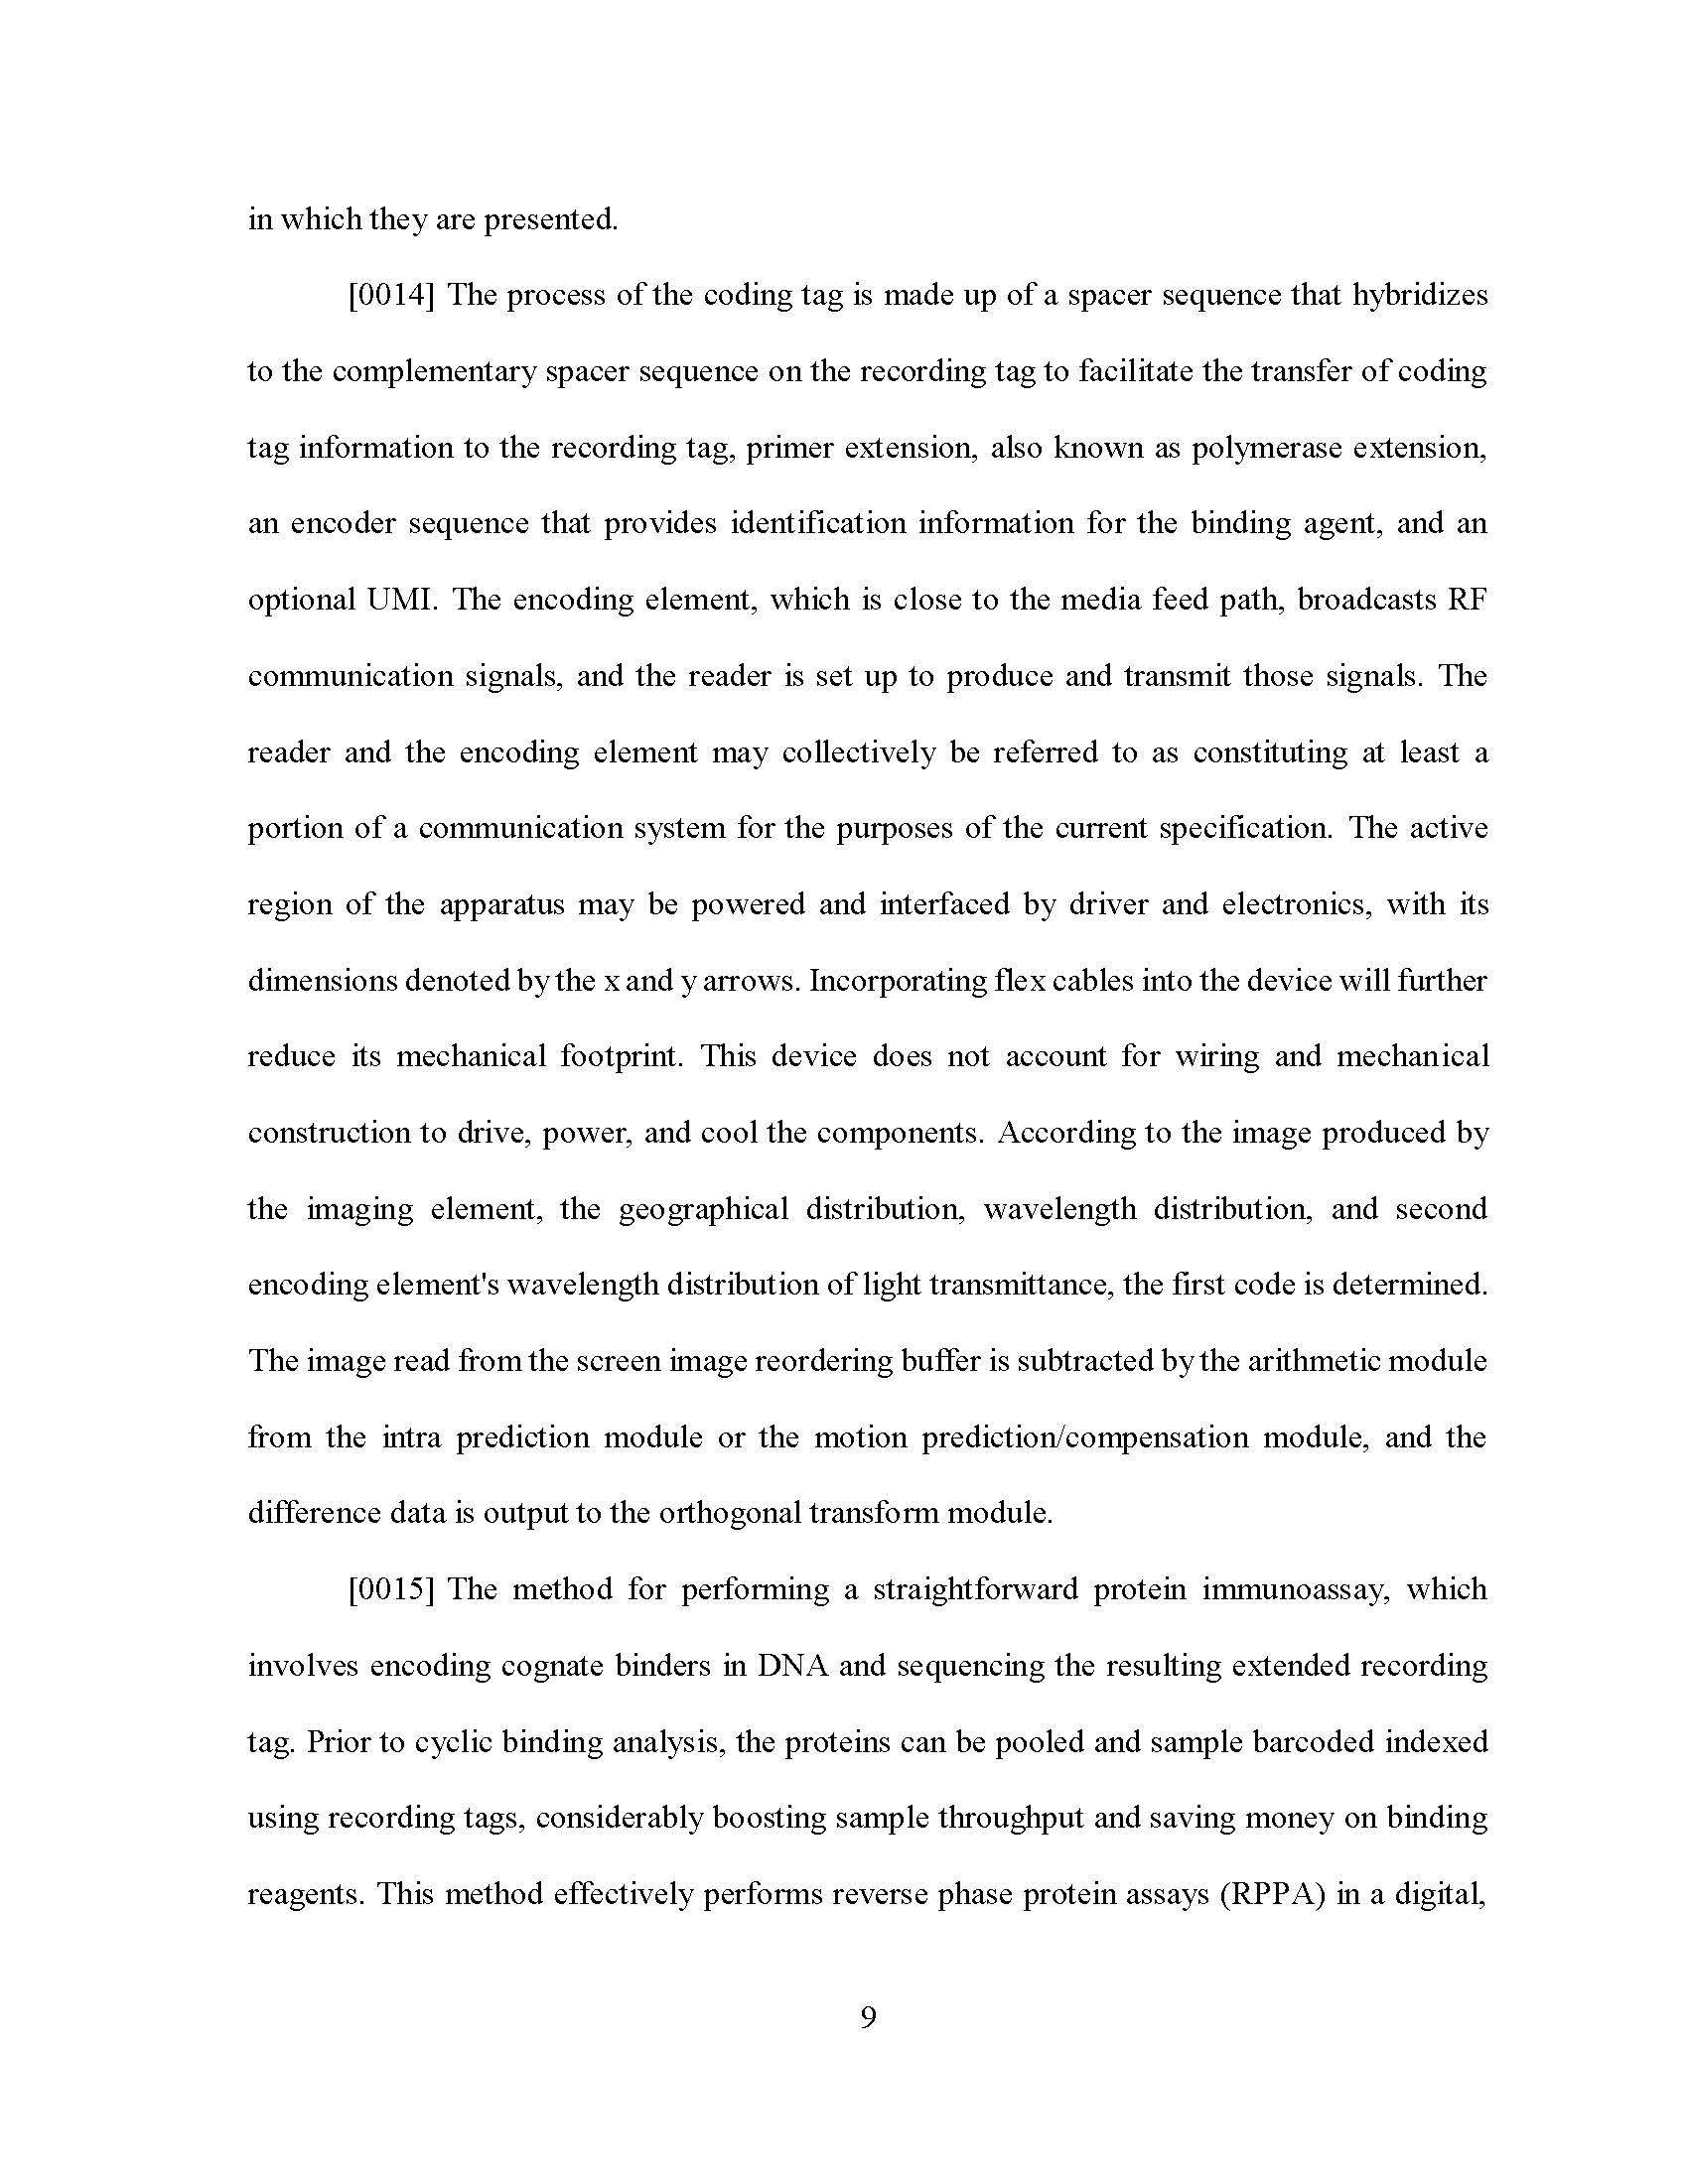 in which they are presented.
[0014] The process of the coding tag is made up of a spacer sequence that hybridizes
to the complementary spacer sequence on the recording tag to facilitate the transfer of coding
tag information to the recording tag, primer extension, also known as polymerase extension,
an encoder sequence that provides identification information for the binding agent, and an
optional UMI. The encoding element, which is close to the media feed path, broadcasts RF
communication signals, and the reader is set up to produce and transmit those signals. The
reader and the encoding element may collectively be referred to as constituting at least a
portion of a communication system for the purposes of the current specification. The active
region of the apparatus may be powered and interfaced by driver and electronics, with its
dimensions denoted by the x and y arrows. Incorporating flex cables into the device will further
reduce its mechanical footprint. This device does not account for wiring and mechanical
construction to drive, power, and cool the components. According to the image produced by
the imaging element, the geographical distribution, wavelength distribution, and second
encoding element's wavelength distribution of light transmittance, the first code is determined.
The image read from the screen image reordering buffer is subtracted by the arithmetic module
from the intra prediction module or the motion prediction/compensation module, and the
difference data is output to the orthogonal transform module.
[0015] The method for performing a straightforward protein immunoassay, which
involves encoding cognate binders in DNA and sequencing the resulting extended recording
tag. Prior to cyclic binding analysis, the proteins can be pooled and sample barcoded indexed
using recording tags, considerably boosting sample throughput and saving money on binding
reagents. This method effectively performs reverse phase protein assays (RPPA) in a digital,
9